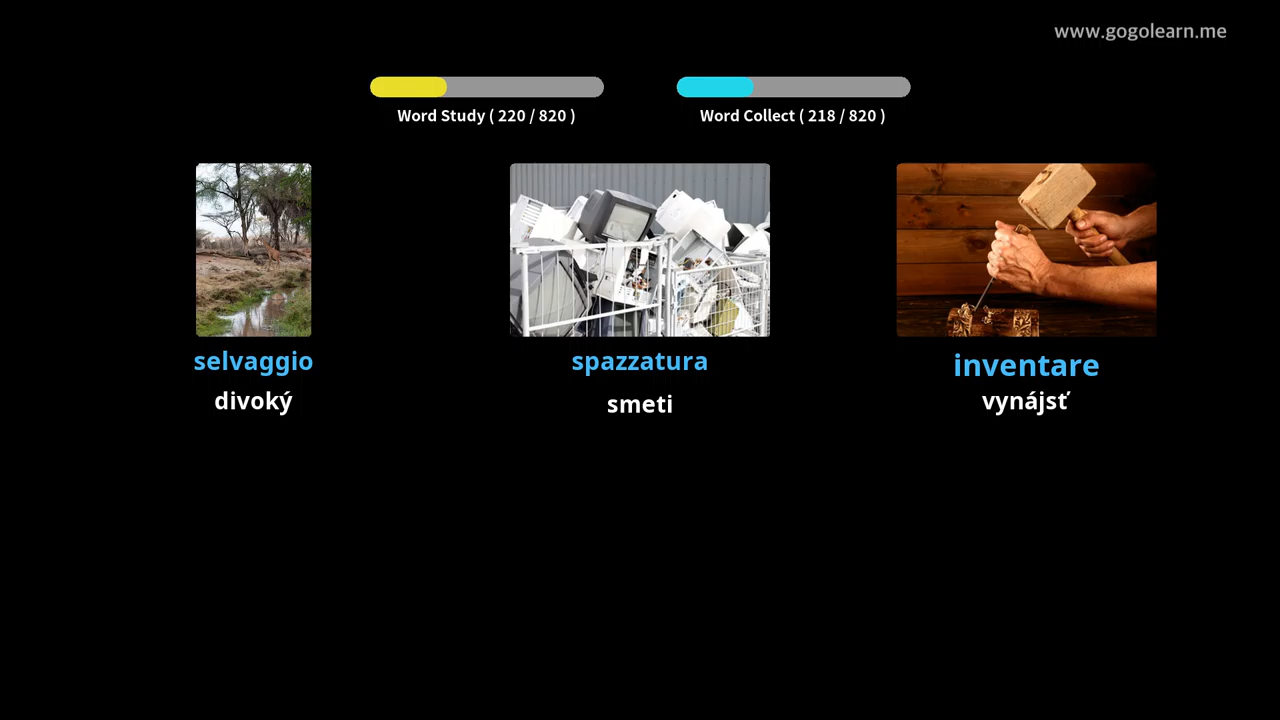 www.gogolearn.me
Word Study ( 220 / 820 )
Word Collect ( 218 / 820 )
selvaggio
divoký
spazzatura
smeti
inventare
vynájsť